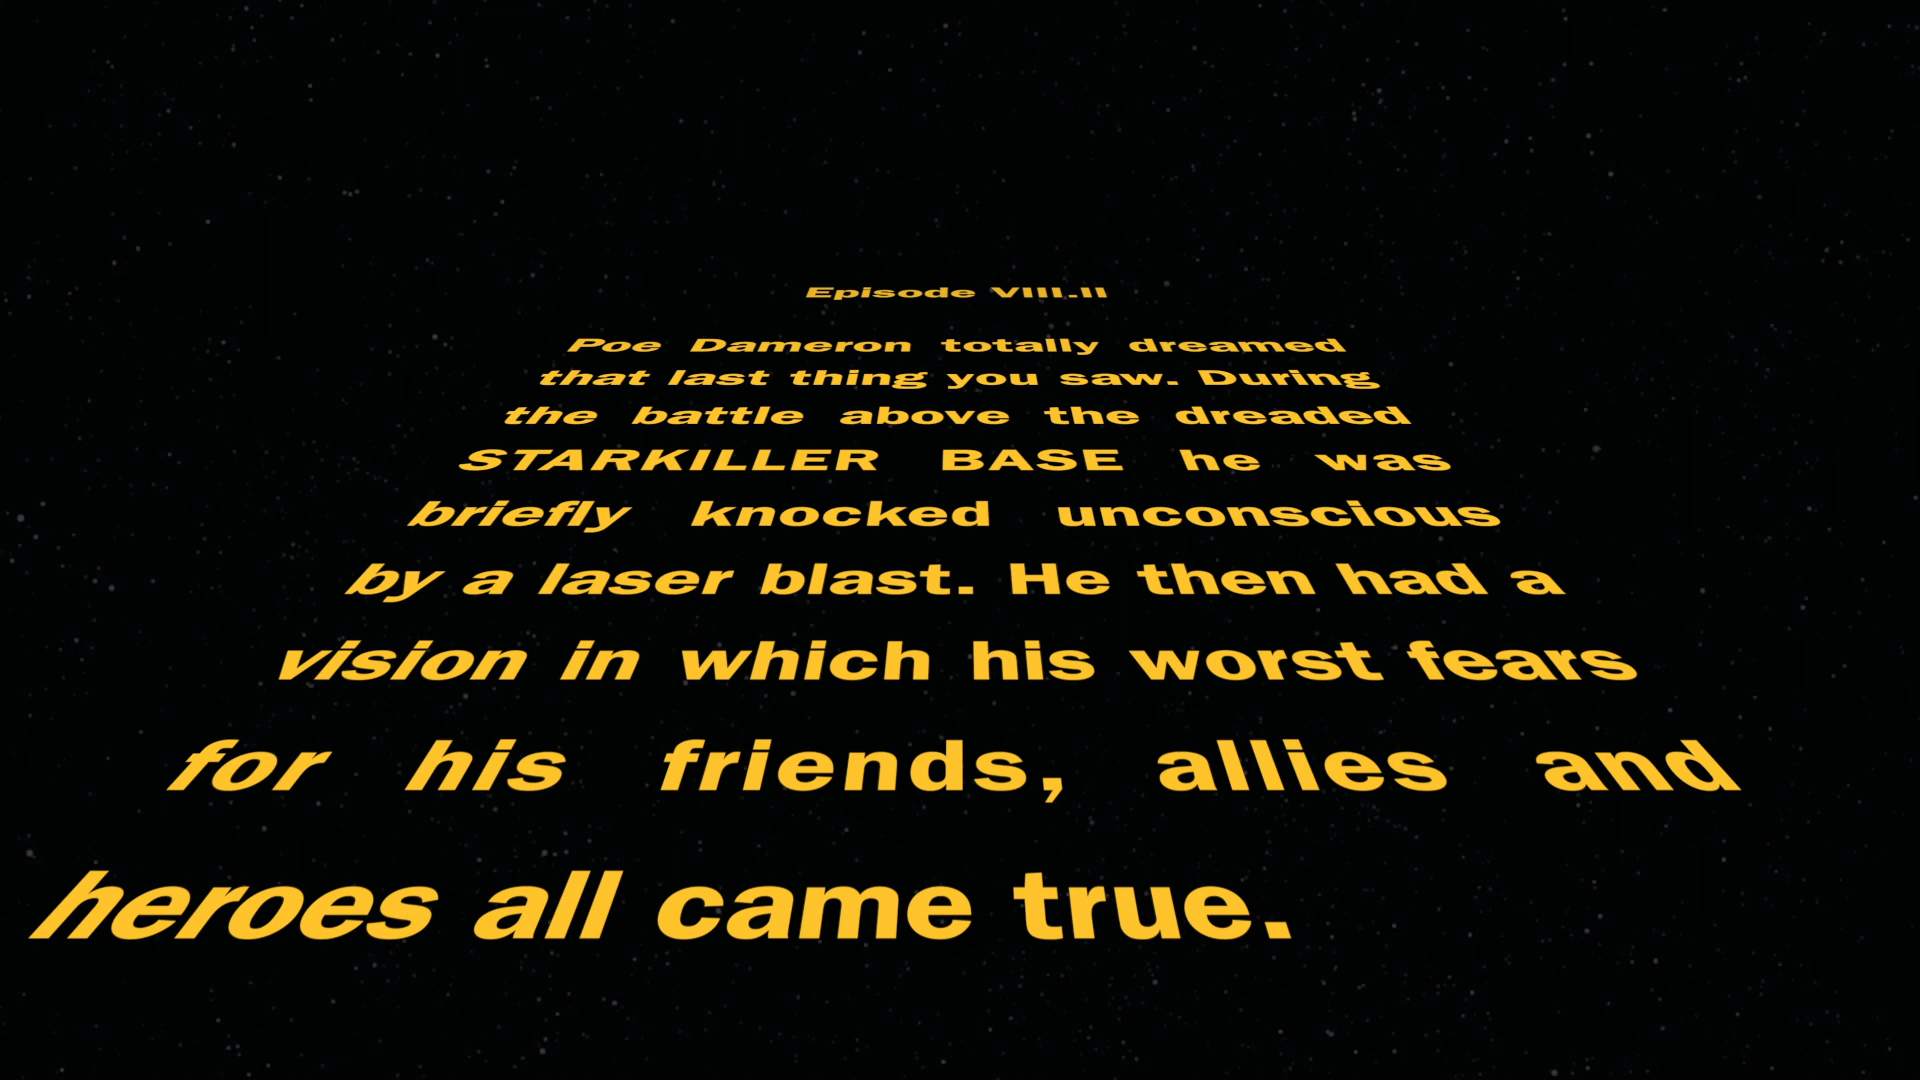 Episode VIII.II
Poe Dameron totally dreamed
that last thing you saw. During
the battle above the dreaded
STARKILLER BASE he was
briefly knocked unconscious
by a laser blast. He then had a
vision in which his worst fears
for his friends, allies and
heroes all came true.